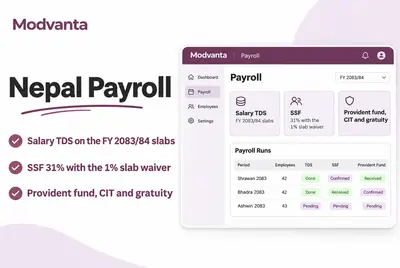 Modvanta
Nepal Payroll
Salary TDS on the FY 2083/84 slabs
SSF 31% with the 1% slab waiver
Provident fund, CIT and gratuity
Modvanta Payroll
Dashboard
Payroll
Employees
Settings
Payroll
FY 2083/84
Salary TDS
FY 2083/84 slabs
SSF
31% with the
1% slab waiver
Provident fund,
CIT and gratuity
Payroll Runs
Period Employees TDS SSF Provident Fund
Shrawan 2083 42 Done Confirmed Received
Bhadra 2083 42 Done Received Confirmed
Ashwin 2083 43 Pending Pending Pending